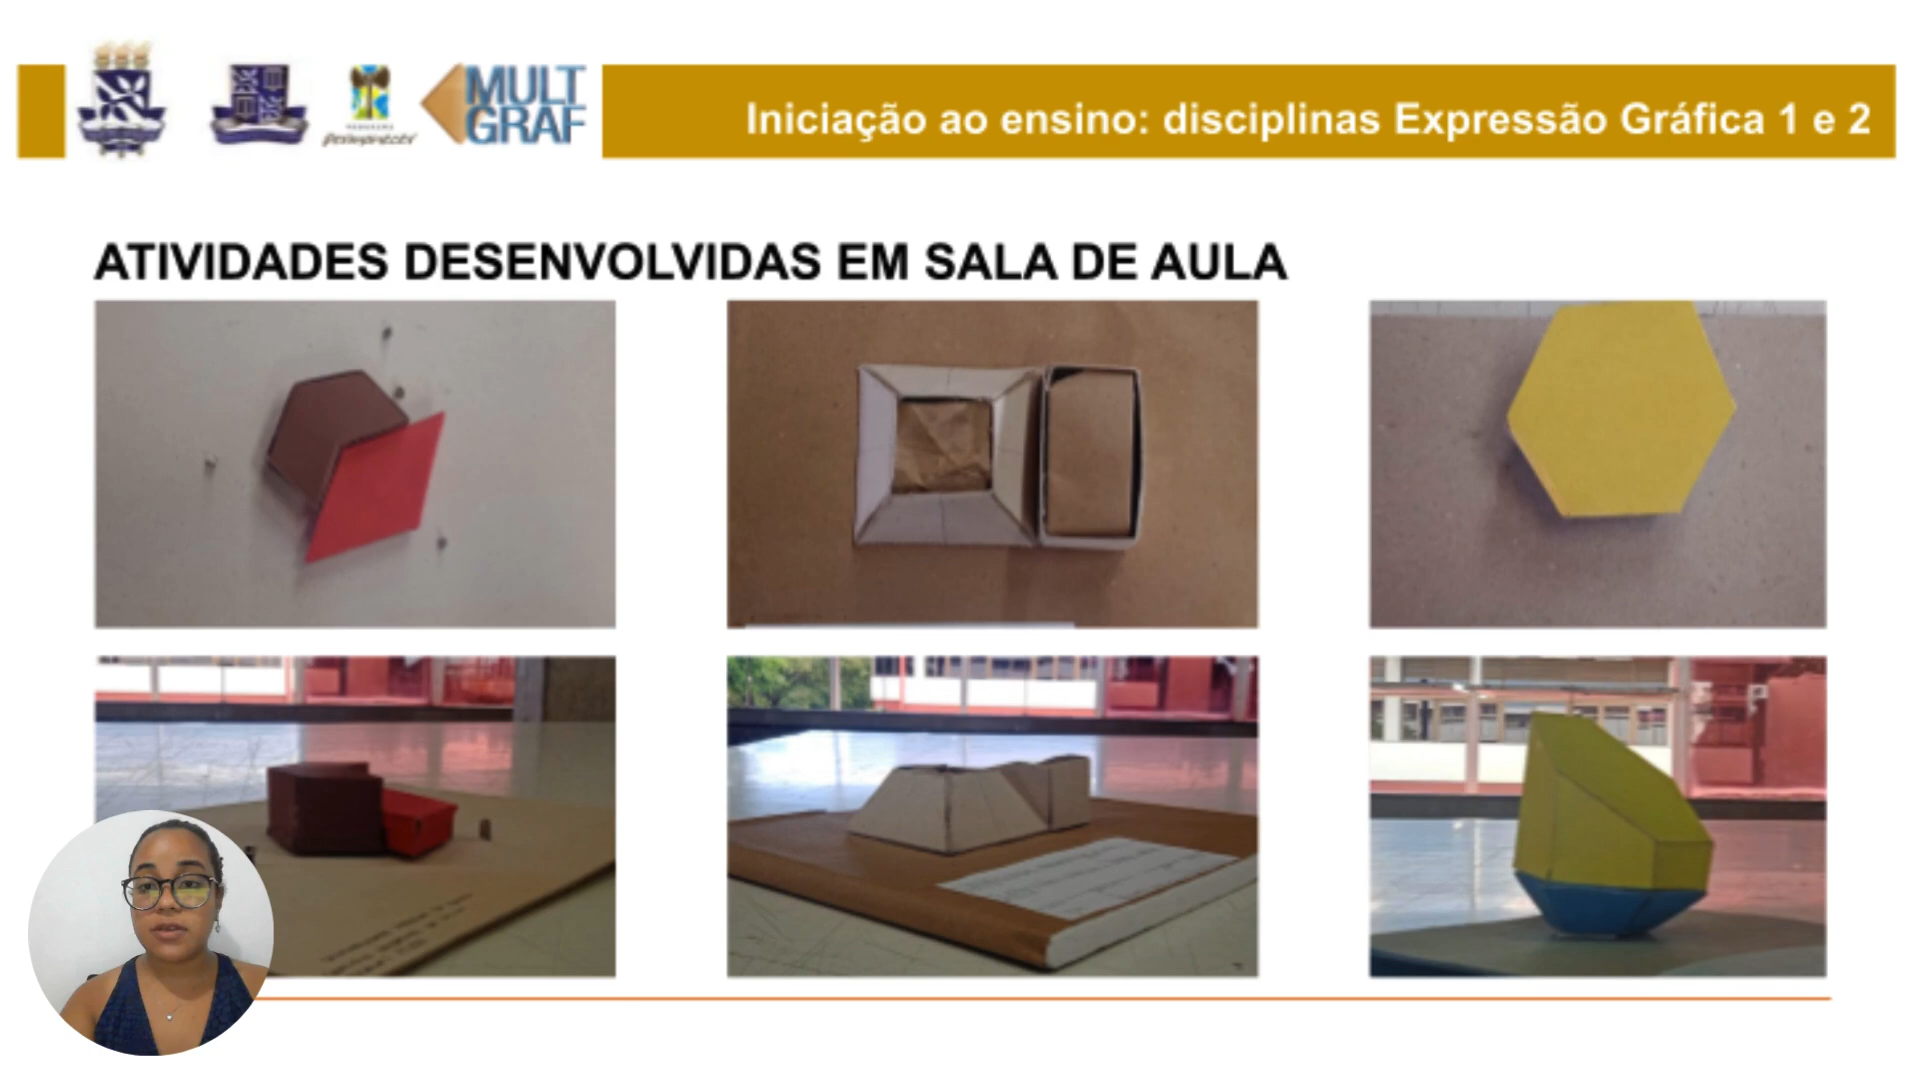 MULT
GRAF
Iniciação ao ensino: disciplinas Expressão Gráfica 1 e 2
ATIVIDADES DESENVOLVIDAS EM SALA DE AULA